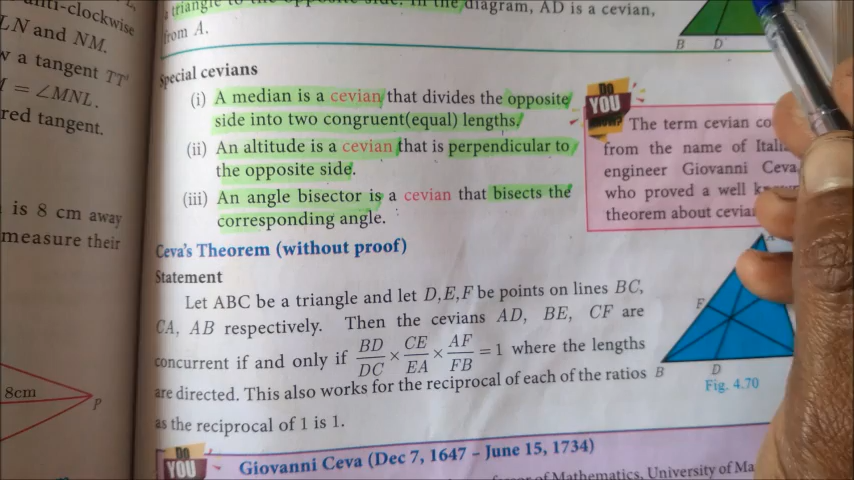 anti-clockwise
LN and NM.
w a tangent TT'
= ∠MNL.
red tangent.
is 8 cm away
measure their
8cm
P
a triangle to the opposite side. In the diagram, AD is a cevian,
from A.
B D
Special cevians
(i) A median is a cevian that divides the opposite
side into two congruent(equal) lengths.
(ii) An altitude is a cevian that is perpendicular to
the opposite side.
(iii) An angle bisector is a cevian that bisects the
corresponding angle.
DO
YOU
The term cevian co
from the name of Itali
engineer Giovanni Ceva
who proved a well know
theorem about cevia
Ceva's Theorem (without proof)
Statement
Let ABC be a triangle and let D,E,F be points on lines BC,
CA, AB respectively. Then the cevians AD, BE, CF are
concurrent if and only if BD/DC × CE/EA × AF/FB = 1 where the lengths
are directed. This also works for the reciprocal of each of the ratios
as the reciprocal of 1 is 1.
A
F
B D
Fig. 4.70
DO
YOU
Giovanni Ceva (Dec 7, 1647 – June 15, 1734)
of Mathematics, University of Ma